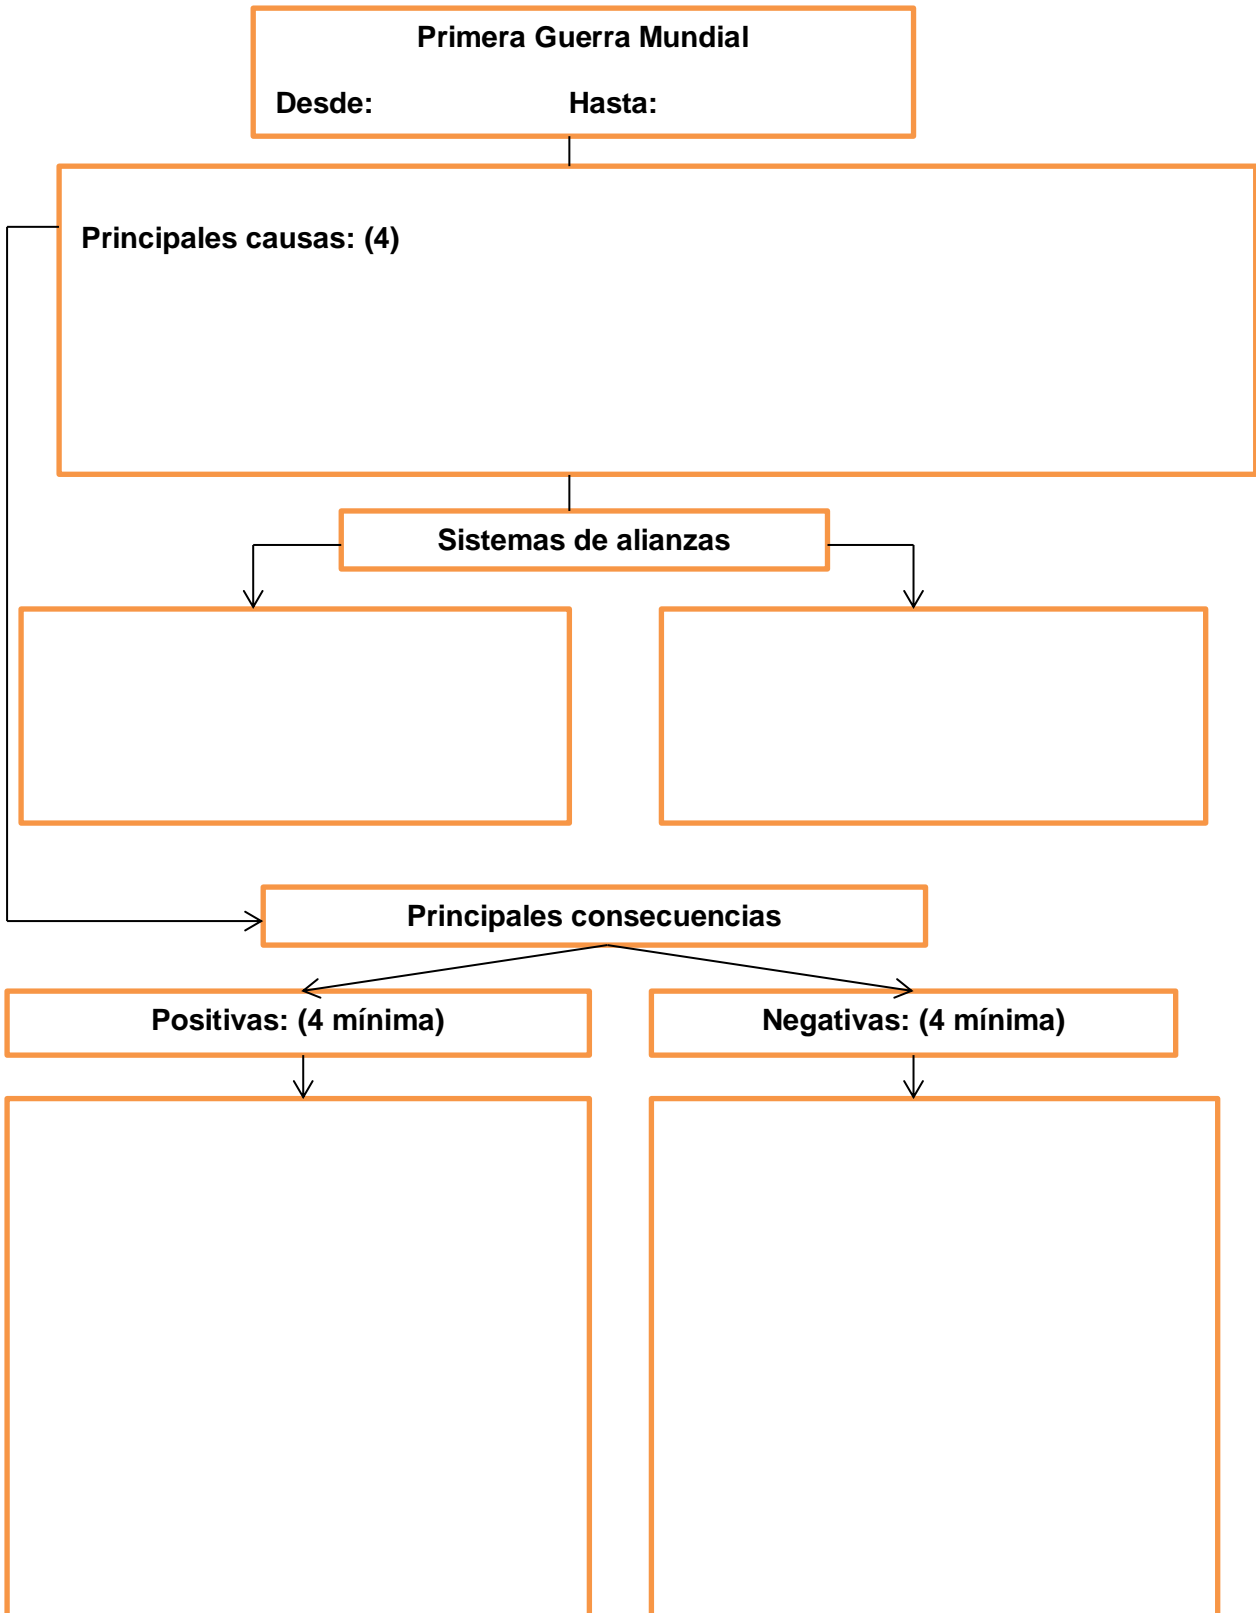 Primera Guerra Mundial
Desde: Hasta:
Principales causas: (4)
Sistemas de alianzas
Principales consecuencias
Positivas: (4 mínima)
Negativas: (4 mínima)